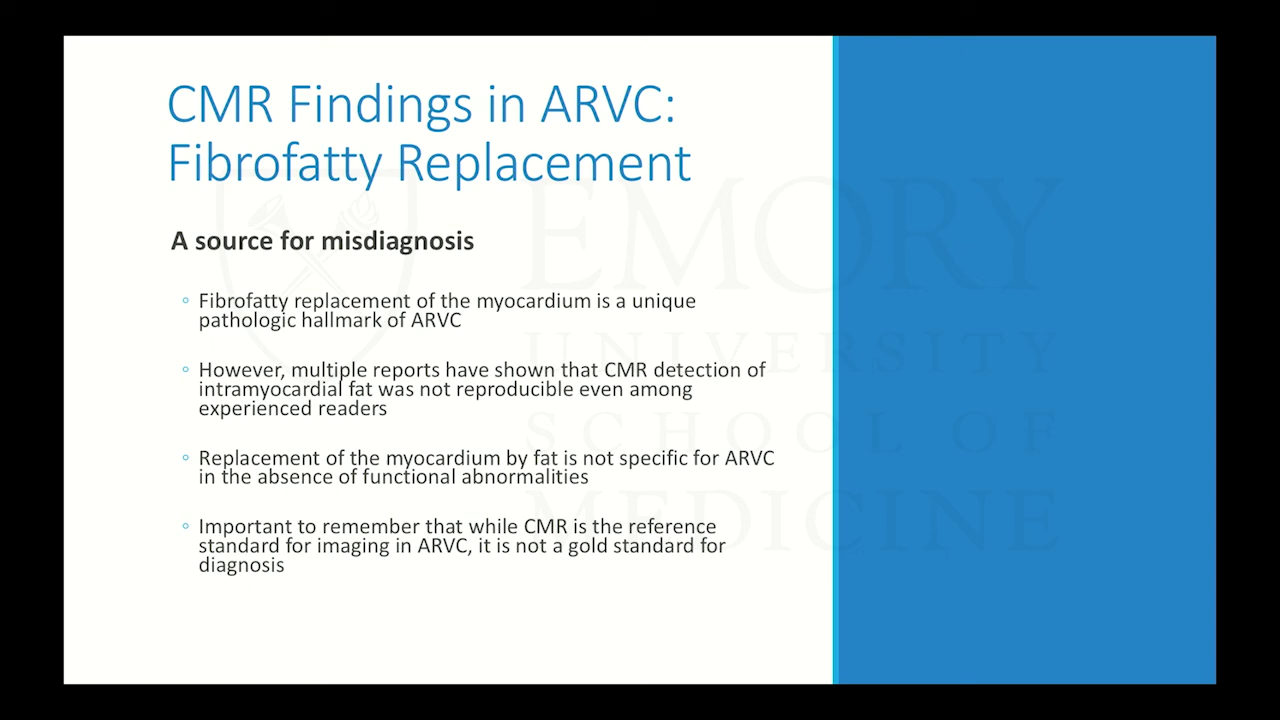 CMR Findings in ARVC:
Fibrofatty Replacement
A source for misdiagnosis
◦ Fibrofatty replacement of the myocardium is a unique
pathologic hallmark of ARVC
◦ However, multiple reports have shown that CMR detection of
intramyocardial fat was not reproducible even among
experienced readers
◦ Replacement of the myocardium by fat is not specific for ARVC
in the absence of functional abnormalities
◦ Important to remember that while CMR is the reference
standard for imaging in ARVC, it is not a gold standard for
diagnosis
EMORY
UNIVERSITY
SCHOOL OF
MEDICINE